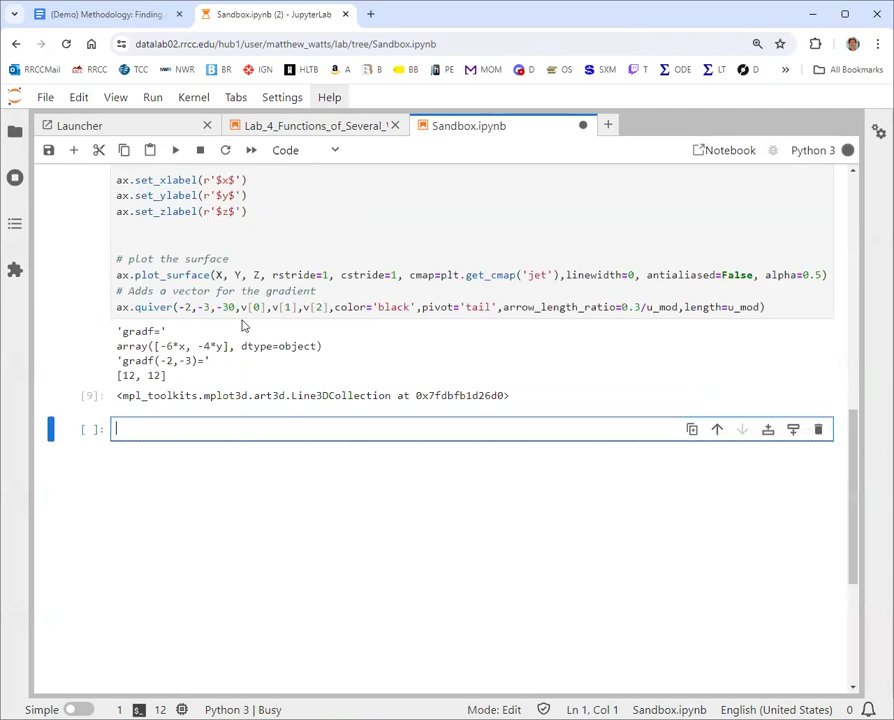 (Demo) Methodology: Finding
Sandbox.ipynb (2) - JupyterLab
datalab02.rrcc.edu/hub1/user/matthew_watts/lab/tree/Sandbox.ipynb
RRCCMail RRCC TCC NWR BR IGN HLTB A B BB PE MOM D OS SXM T ODE LT D All Bookmarks
File Edit View Run Kernel Tabs Settings Help
Launcher Lab_4_Functions_of_Several_V Sandbox.ipynb
Code Notebook Python 3
ax.set_xlabel(r'$x$')
ax.set_ylabel(r'$y$')
ax.set_zlabel(r'$z$')
# plot the surface
ax.plot_surface(X, Y, Z, rstride=1, cstride=1, cmap=plt.get_cmap('jet'),linewidth=0, antialiased=False, alpha=0.5)
# Adds a vector for the gradient
ax.quiver(-2,-3,-30,v[0],v[1],v[2],color='black',pivot='tail',arrow_length_ratio=0.3/u_mod,length=u_mod)
'gradf='
array([-6*x, -4*y], dtype=object)
'gradf(-2,-3)='
[12, 12]
[9]: <mpl_toolkits.mplot3d.art3d.Line3DCollection at 0x7fdbfb1d26d0>
[ ]:
Simple 1 $_ 12 Python 3 | Busy Mode: Edit Ln 1, Col 1 Sandbox.ipynb English (United States) 0